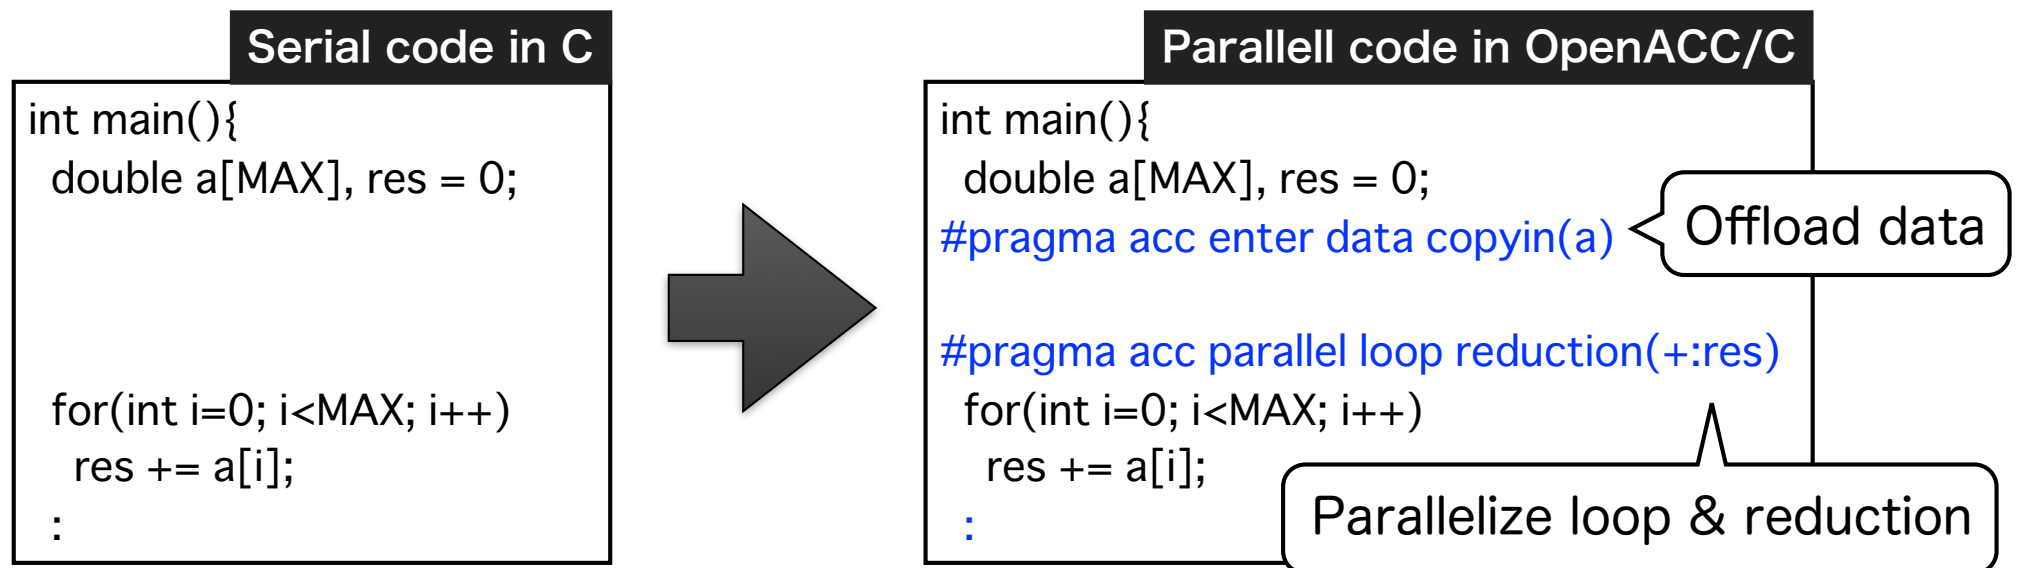 Serial code in C
int main(){
double a[MAX], res = 0;
for(int i=0; i<MAX; i++)
res += a[i];
:
Parallell code in OpenACC/C
int main(){
double a[MAX], res = 0;
#pragma acc enter data copyin(a)
Offload data
#pragma acc parallel loop reduction(+:res)
for(int i=0; i<MAX; i++)
res += a[i];
Parallelize loop & reduction
: